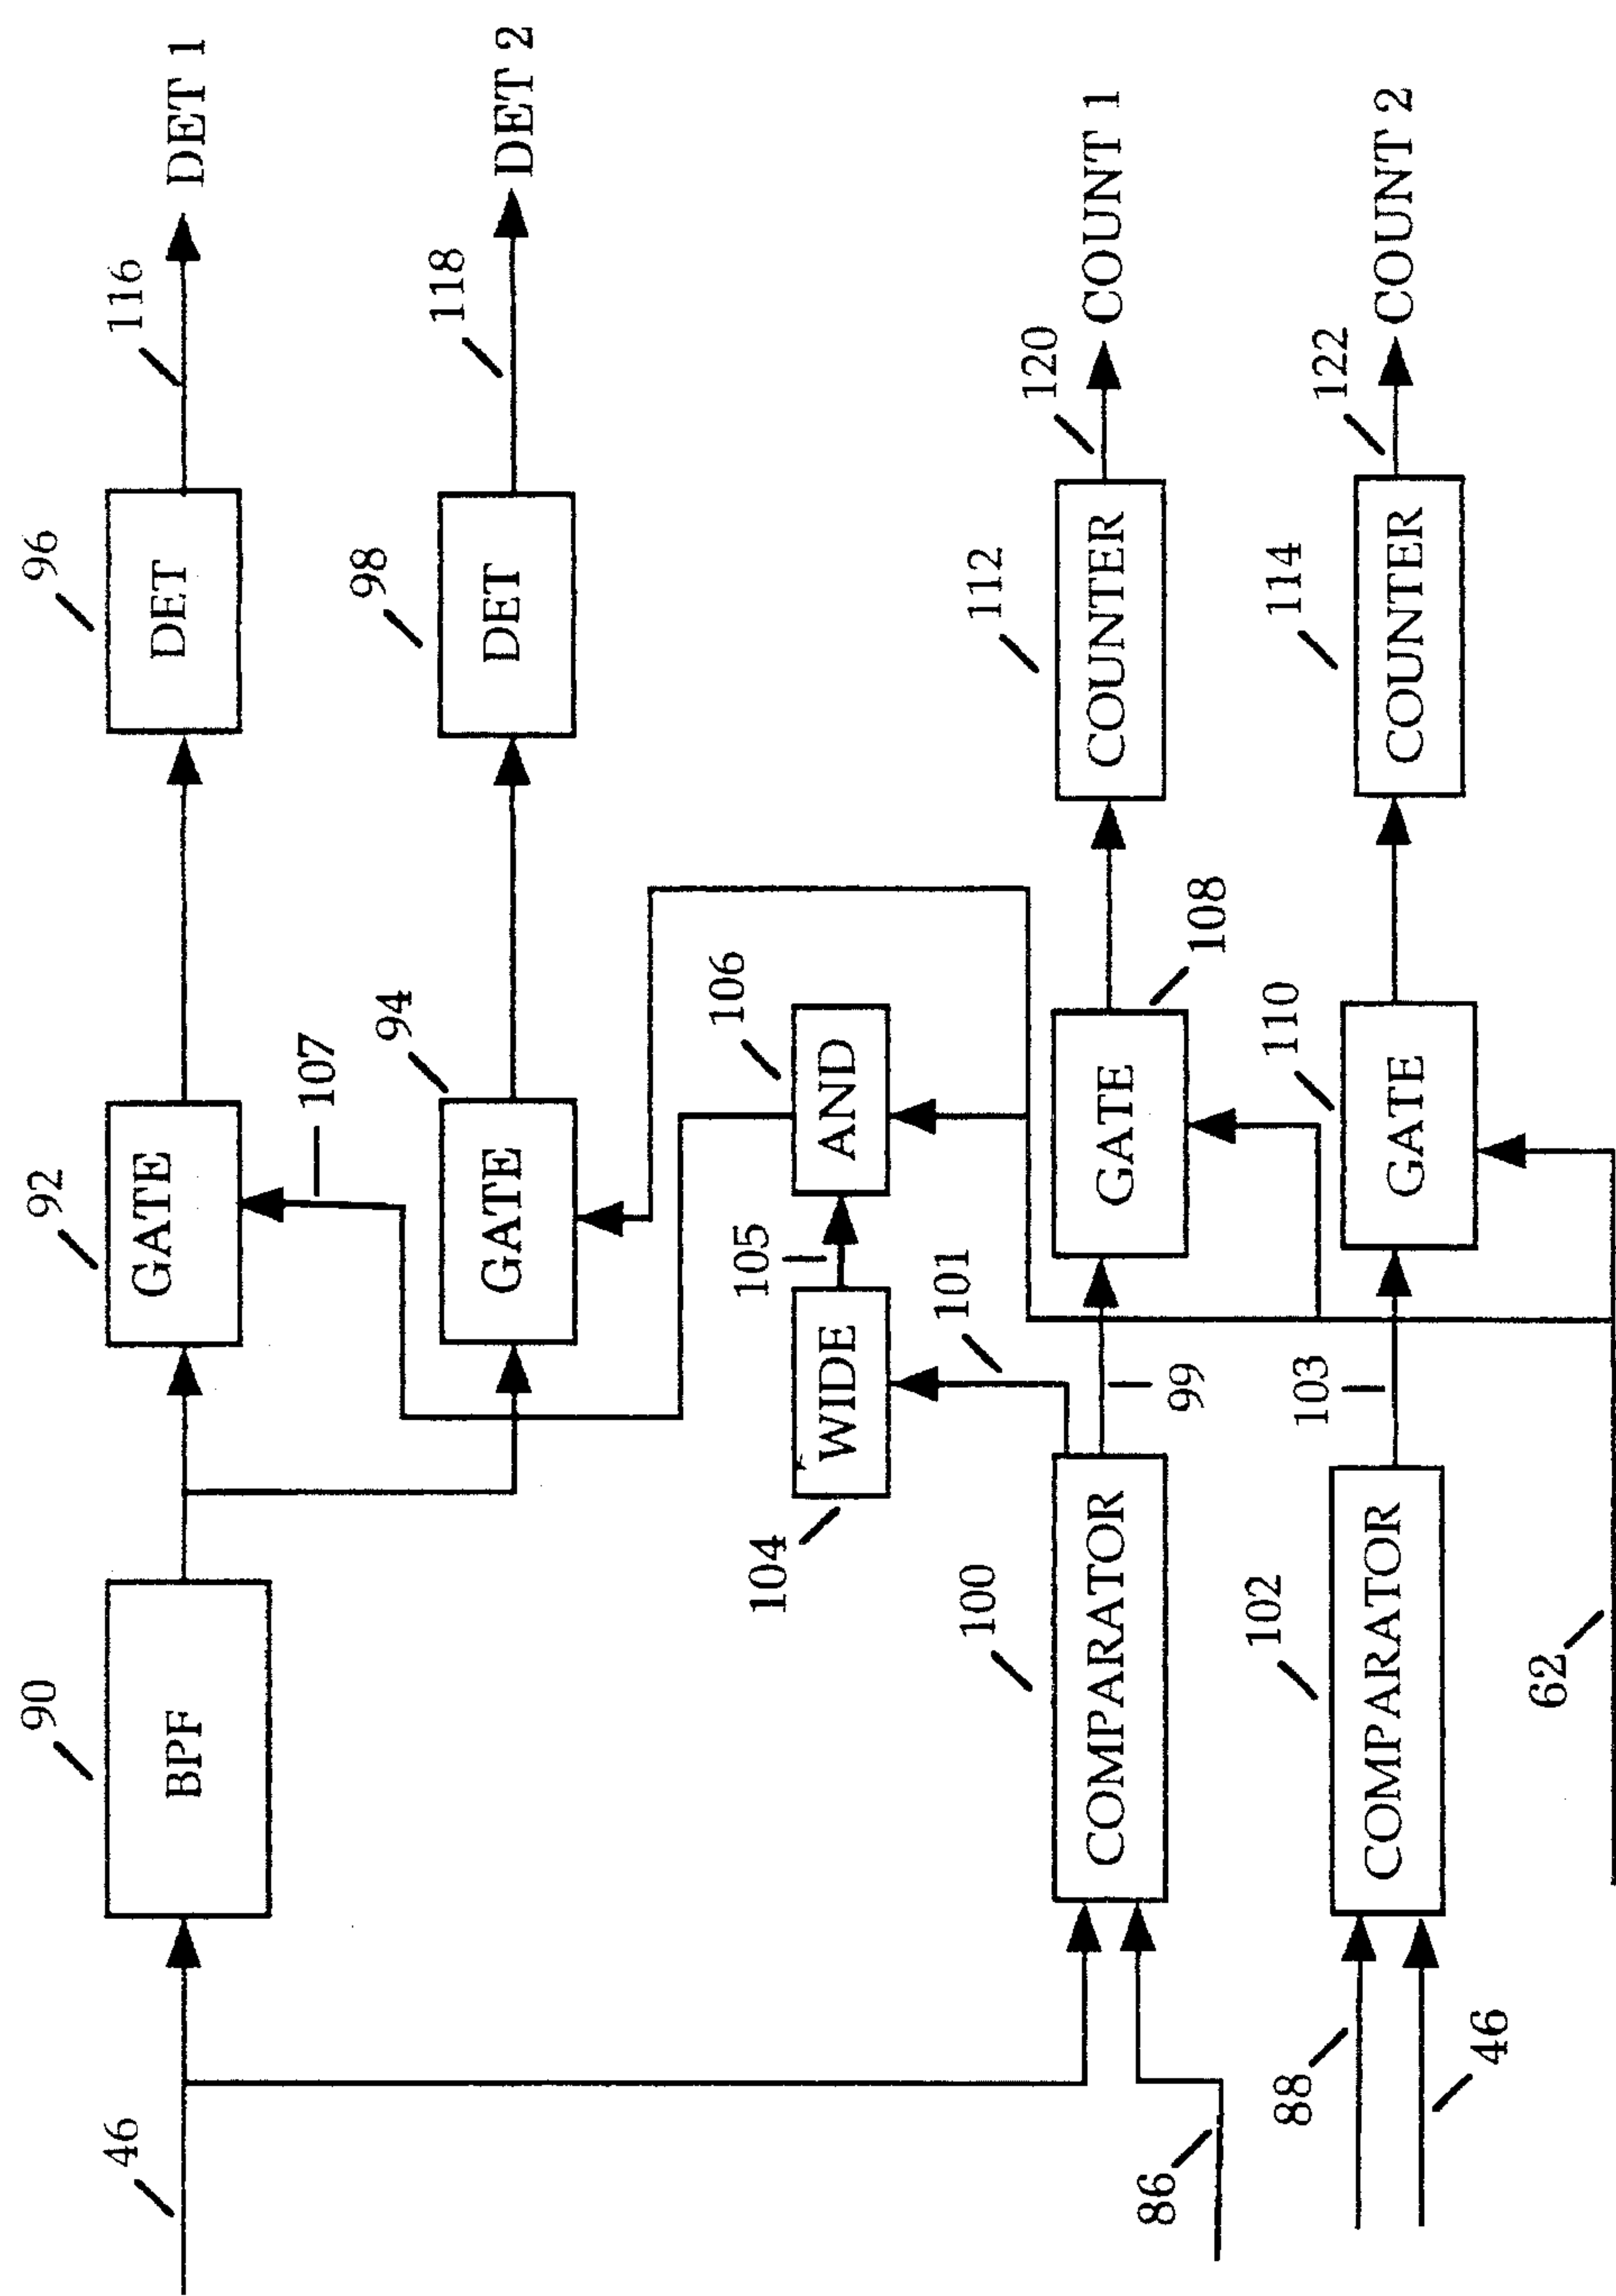 46
90
BPF
92
GATE
96
DET
116
DET 1
107
94
GATE
98
DET
118
DET 2
104
WIDE
105
106
AND
101
100
COMPARATOR
99
GATE
108
112
COUNTER
120
COUNT 1
86
102
COMPARATOR
103
110
GATE
114
COUNTER
122
COUNT 2
88
46
62